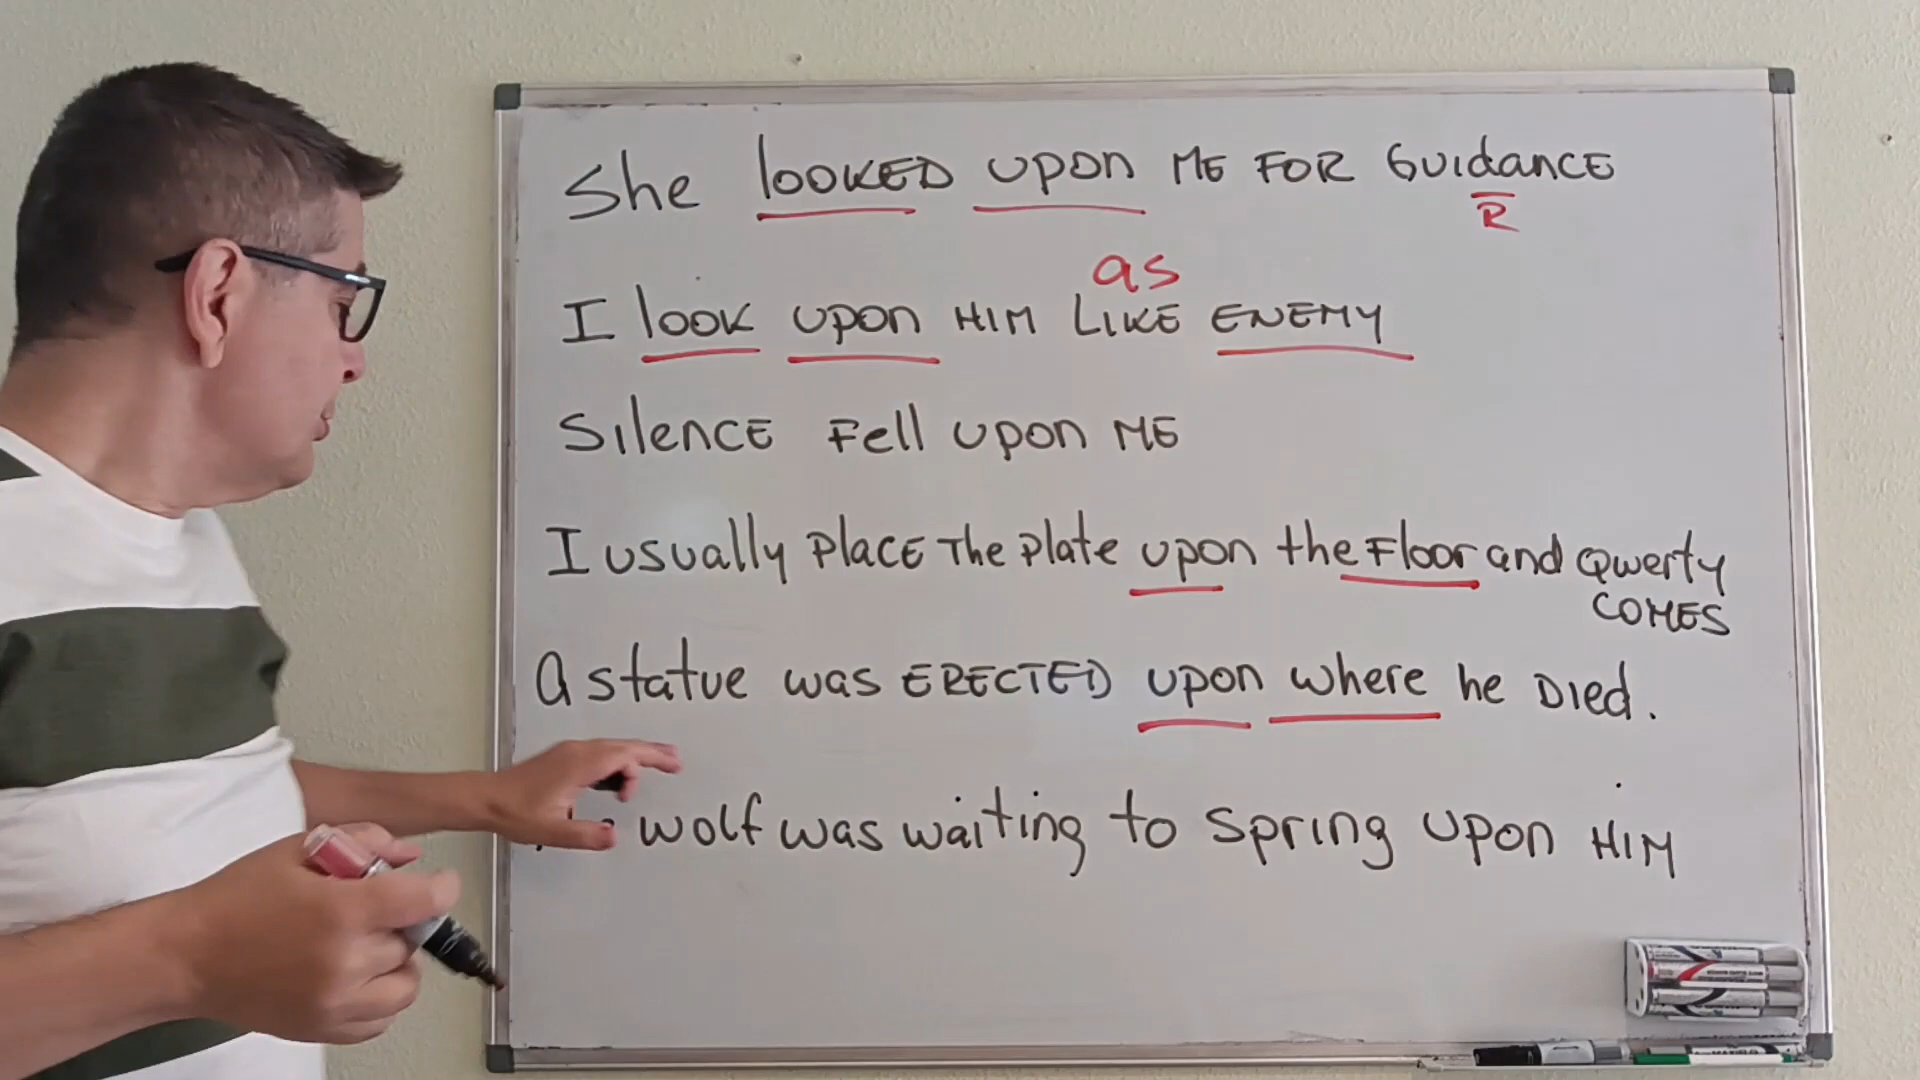 She looKED upon ME FOR GuidancE
R
as
I looK upon HIM LIKE ENEMY
SilencE Fell upon ME
I usually PlacE The Plate upon the Floor and Qwerty
COMES
A statue was ERECTED upon where he Died.
wolf was waiting to spring upon HIM